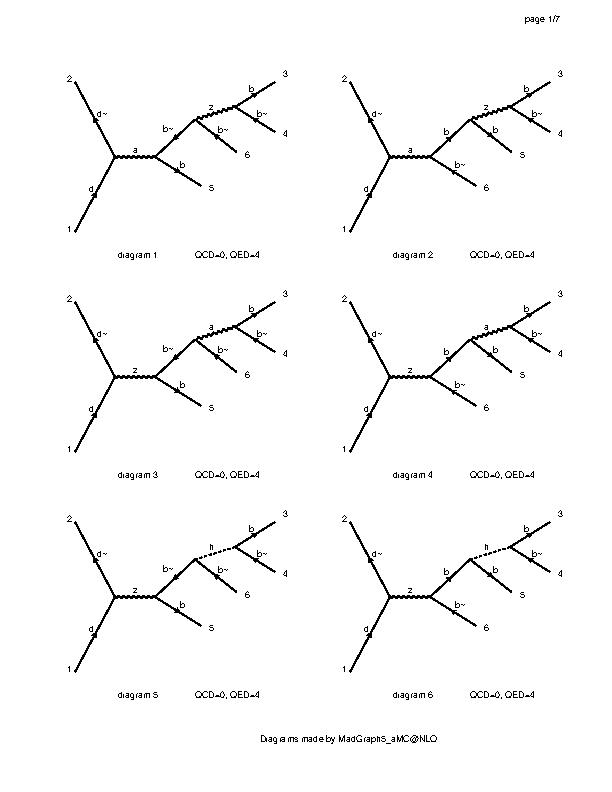 page 1/7
2 3 2 3
b b
d~ z b~ d~ z b~
b~ b~ 4 b b 4
a 6 a 5
b b~
d 5 d 6
1 1
diagram 1 QCD=0, QED=4 diagram 2 QCD=0, QED=4
2 3 2 3
b b
d~ a b~ d~ a b~
b~ b~ 4 b b 4
z 6 z 5
b b~
d 5 d 6
1 1
diagram 3 QCD=0, QED=4 diagram 4 QCD=0, QED=4
2 3 2 3
b b
d~ h b~ d~ h b~
b~ b~ 4 b b 4
z 6 z 5
b b~
d 5 d 6
1 1
diagram 5 QCD=0, QED=4 diagram 6 QCD=0, QED=4
Diagrams made by MadGraph5_aMC@NLO